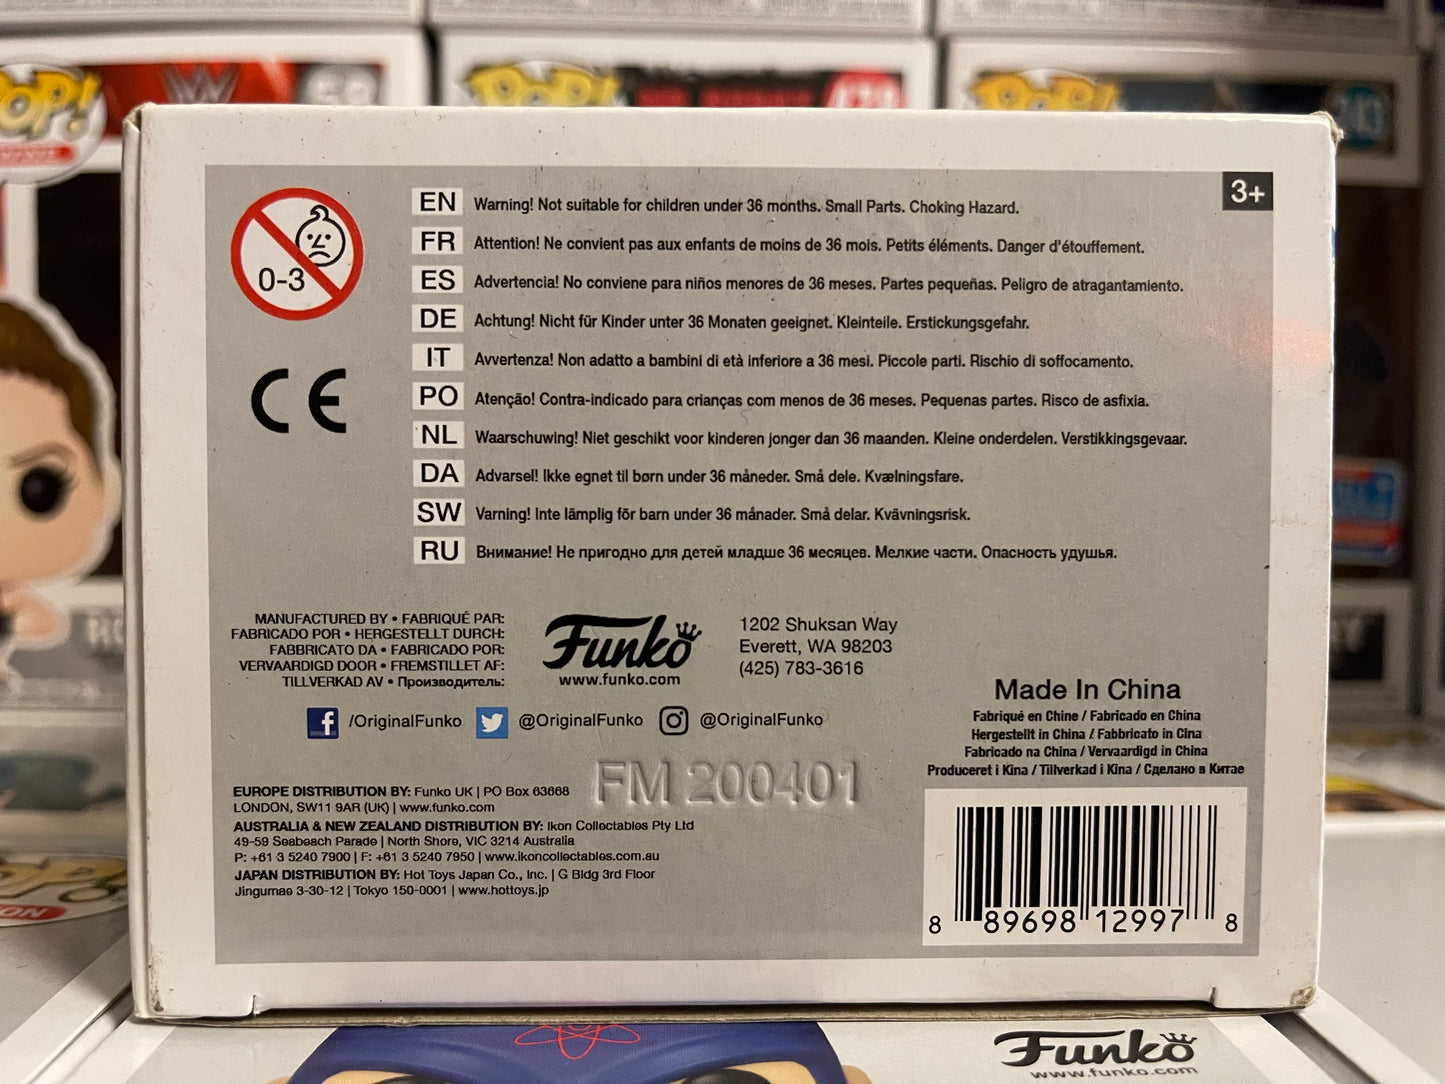 POP!
W
POP!
POP!
3+
0-3
CE
EN Warning! Not suitable for children under 36 months. Small Parts. Choking Hazard.
FR Attention! Ne convient pas aux enfants de moins de 36 mois. Petits éléments. Danger d'étouffement.
ES Advertencia! No conviene para niños menores de 36 meses. Partes pequeñas. Peligro de atragantamiento.
DE Achtung! Nicht für Kinder unter 36 Monaten geeignet. Kleinteile. Erstickungsgefahr.
IT Avvertenza! Non adatto a bambini di età inferiore a 36 mesi. Piccole parti. Rischio di soffocamento.
PO Atenção! Contra-indicado para crianças com menos de 36 meses. Pequenas partes. Risco de asfixia.
NL Waarschuwing! Niet geschikt voor kinderen jonger dan 36 maanden. Kleine onderdelen. Verstikkingsgevaar.
DA Advarsel! Ikke egnet til børn under 36 måneder. Små dele. Kvælningsfare.
SW Varning! Inte lämplig för barn under 36 månader. Små delar. Kvävningsrisk.
RU Внимание! Не пригодно для детей младше 36 месяцев. Мелкие части. Опасность удушья.
MANUFACTURED BY • FABRIQUÉ PAR:
FABRICADO POR • HERGESTELLT DURCH:
FABBRICATO DA • FABRICADO POR:
VERVAARDIGD DOOR • FREMSTILLET AF:
TILLVERKAD AV • Производитель:
Funko
www.funko.com
1202 Shuksan Way
Everett, WA 98203
(425) 783-3616
/OriginalFunko @OriginalFunko @OriginalFunko
FM 200401
EUROPE DISTRIBUTION BY: Funko UK | PO Box 63668
LONDON, SW11 9AR (UK) | www.funko.com
AUSTRALIA & NEW ZEALAND DISTRIBUTION BY: Ikon Collectables Pty Ltd
49-59 Seabeach Parade | North Shore, VIC 3214 Australia
P: +61 3 5240 7900 | F: +61 3 5240 7950 | www.ikoncollectables.com.au
JAPAN DISTRIBUTION BY: Hot Toys Japan Co., Inc. | G Bldg 3rd Floor
Jingumae 3-30-12 | Tokyo 150-0001 | www.hottoys.jp
Made In China
Fabriqué en Chine / Fabricado en China
Hergestellt in China / Fabbricato in Cina
Fabricado na China / Vervaardigd in China
Produceret i Kina / Tillverkad i Kina / Сделано в Китае
8 89698 12997 8
Funko
www.funko.com